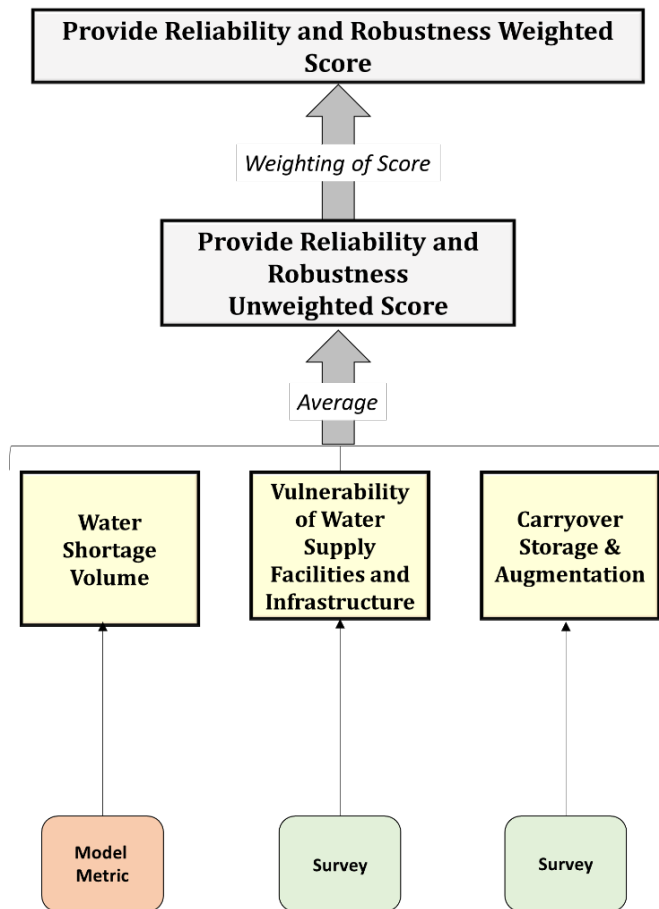 Provide Reliability and Robustness Weighted
Score
Weighting of Score
Provide Reliability and
Robustness
Unweighted Score
Average
Water
Shortage
Volume
Vulnerability
of Water
Supply
Facilities and
Infrastructure
Carryover
Storage &
Augmentation
Model
Metric
Survey
Survey